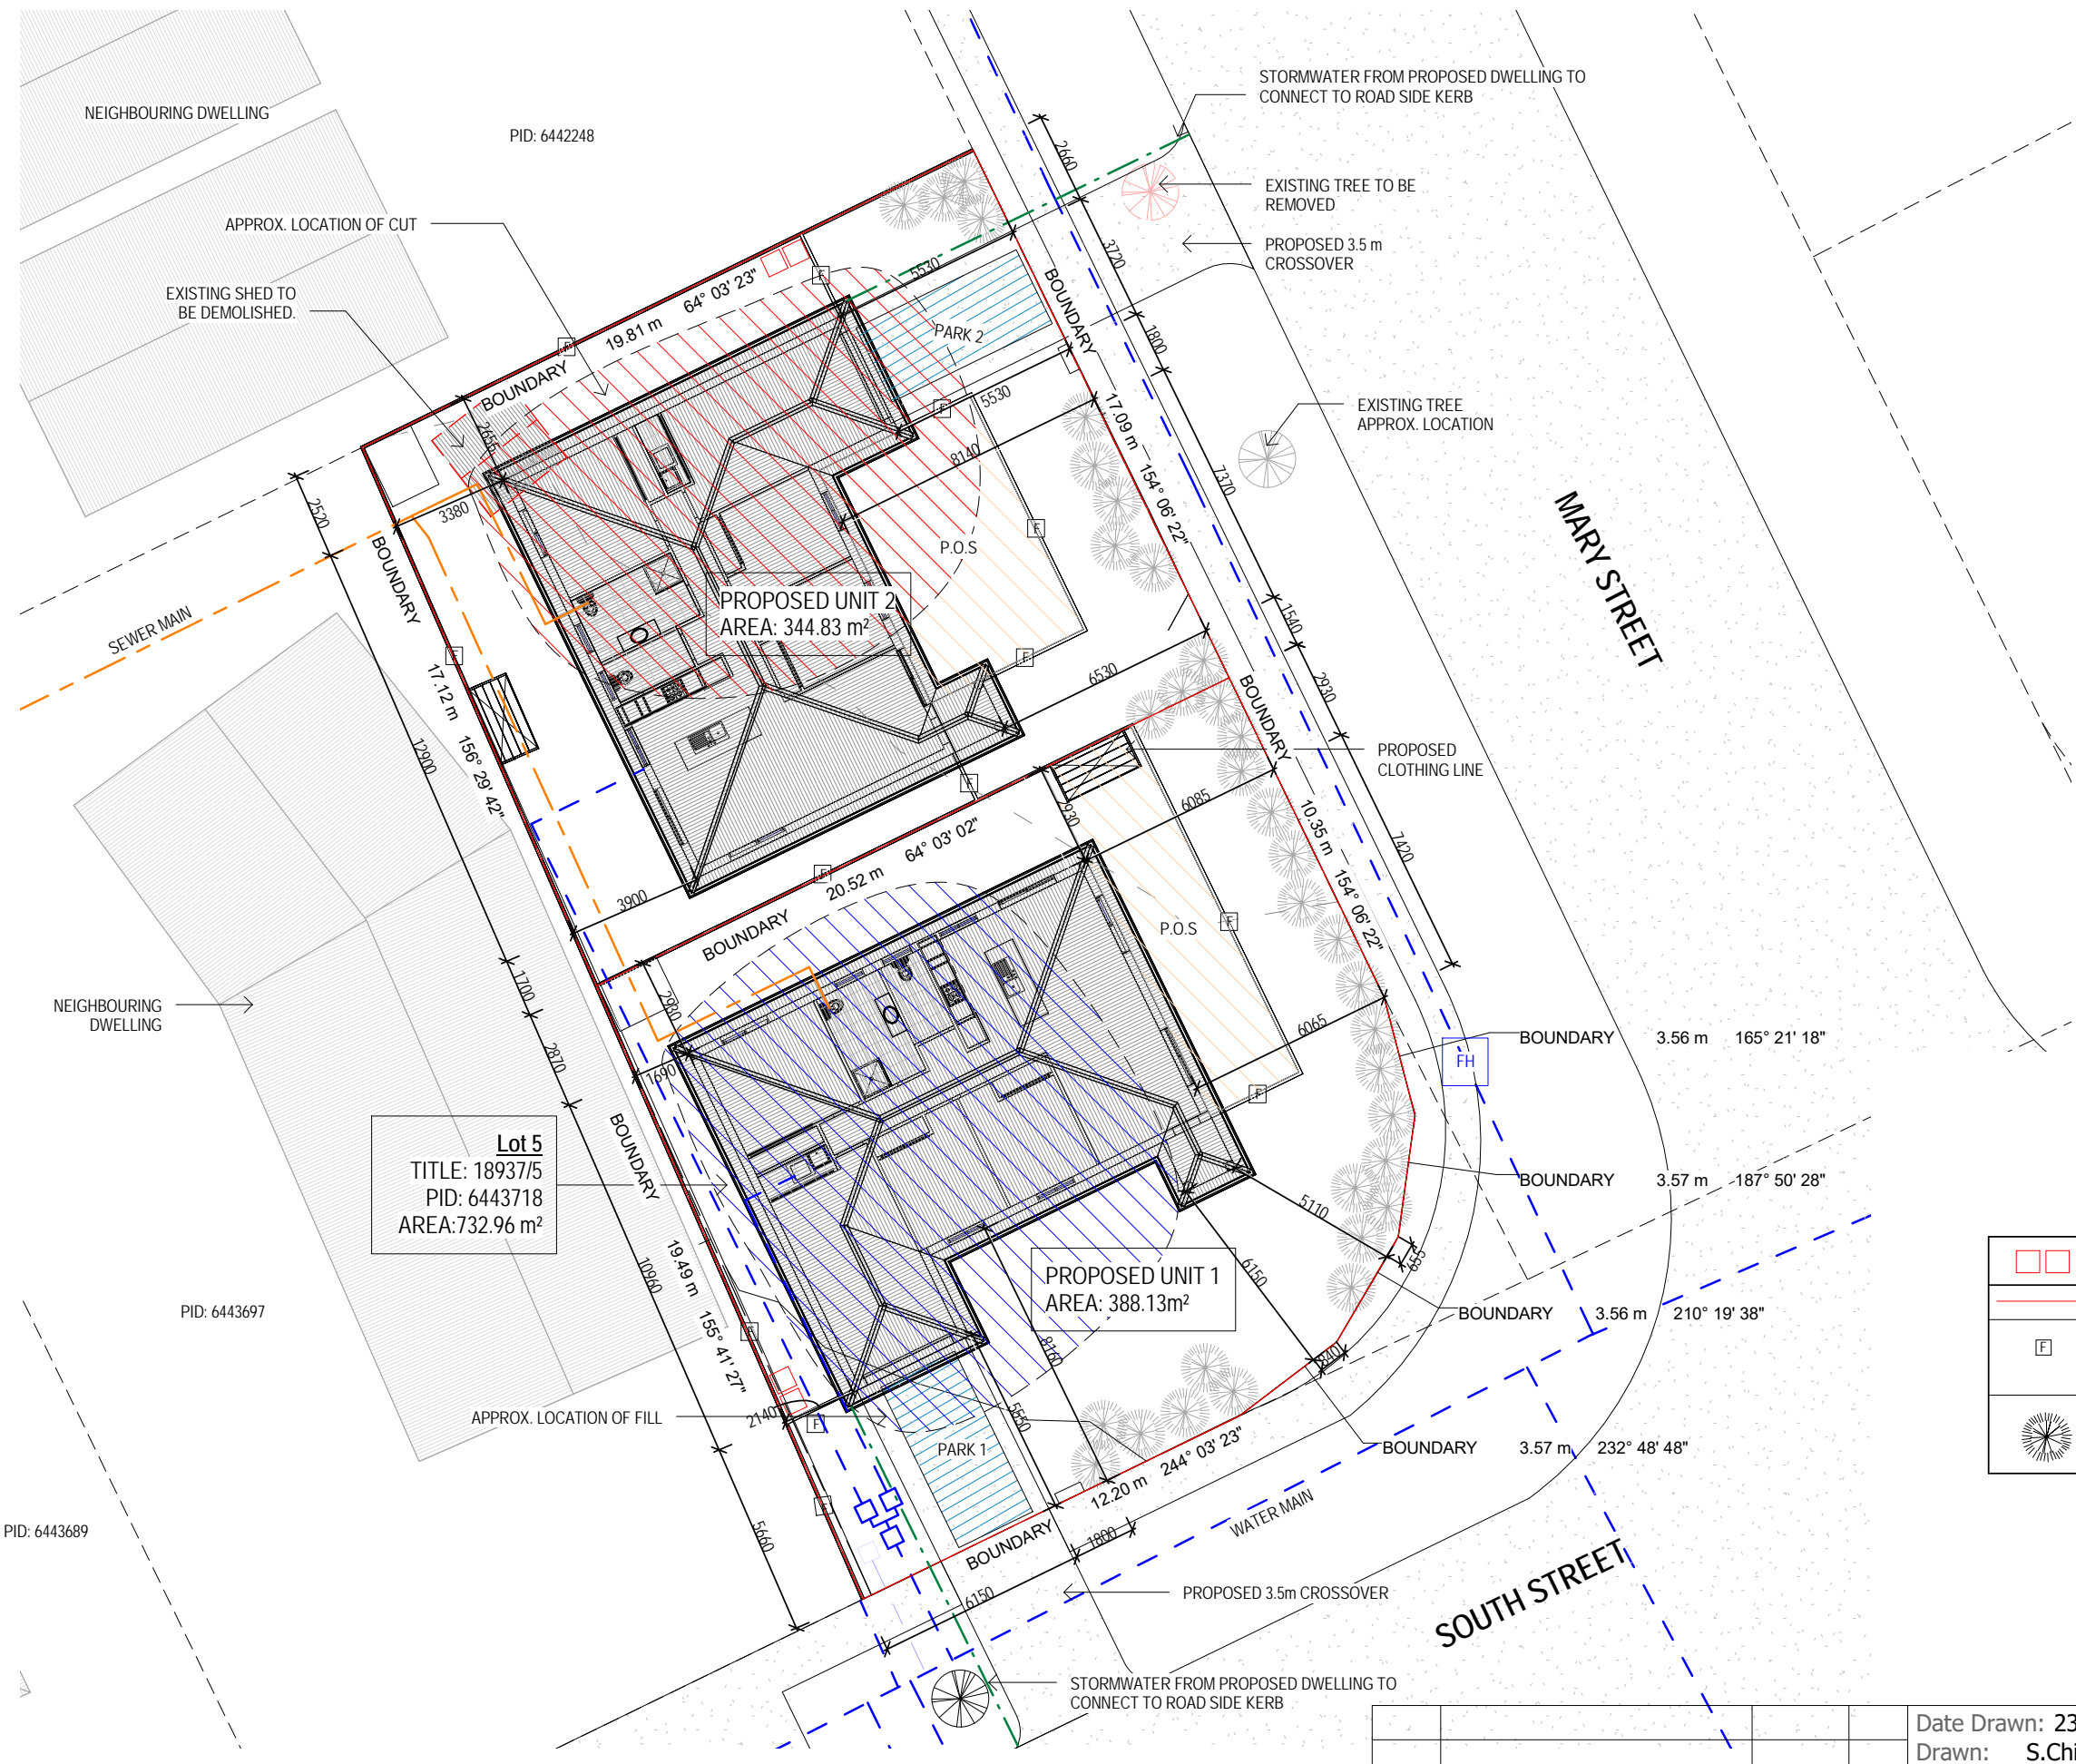 STORMWATER FROM PROPOSED DWELLING TO
CONNECT TO ROAD SIDE KERB
NEIGHBOURING DWELLING
PID: 6442248
2660
EXISTING TREE TO BE
REMOVED
APPROX. LOCATION OF CUT
3720
PROPOSED 3.5 m
CROSSOVER
F
5530
EXISTING SHED TO
BE DEMOLISHED.
64° 03' 23"
BOUNDARY
PARK 2
19.81 m
F
1800
BOUNDARY
5530
F
EXISTING TREE
APPROX. LOCATION
17.09 m
2655
8140
154° 06' 22"
7370
2520
3380
MARY STREET
F
P.O.S
BOUNDARY
PROPOSED UNIT 2
AREA: 344.83 m²
1540
SEWER MAIN
F
F
17.12 m
6530
2930
BOUNDARY
156° 29' 42"
12900
PROPOSED
CLOTHING LINE
F
6085
2930
10.35 m
64° 03' 02"
7420
F
20.52 m
3900
154° 06' 22"
BOUNDARY
P.O.S
F
1700
2980
NEIGHBOURING
DWELLING
6065
BOUNDARY 3.56 m 165° 21' 18"
FH
2870
1690
F
BOUNDARY
Lot 5
TITLE: 18937/5
PID: 6443718
AREA:732.96 m²
BOUNDARY 3.57 m 187° 50' 28"
5110
655
19.49 m
10960
6150
PROPOSED UNIT 1
AREA: 388.13m²
PID: 6443697
BOUNDARY 3.56 m 210° 19' 38"
F
F
8160
840
155° 41' 27"
2140
F
APPROX. LOCATION OF FILL
5550
PARK 1
244° 03' 23"
BOUNDARY 3.57 m 232° 48' 48"
12.20 m
F
WATER MAIN
PID: 6443689
5660
1800
BOUNDARY
6150
PROPOSED 3.5m CROSSOVER
SOUTH STREET
STORMWATER FROM PROPOSED DWELLING TO
CONNECT TO ROAD SIDE KERB
Date Drawn: 23
Drawn: S.Chi